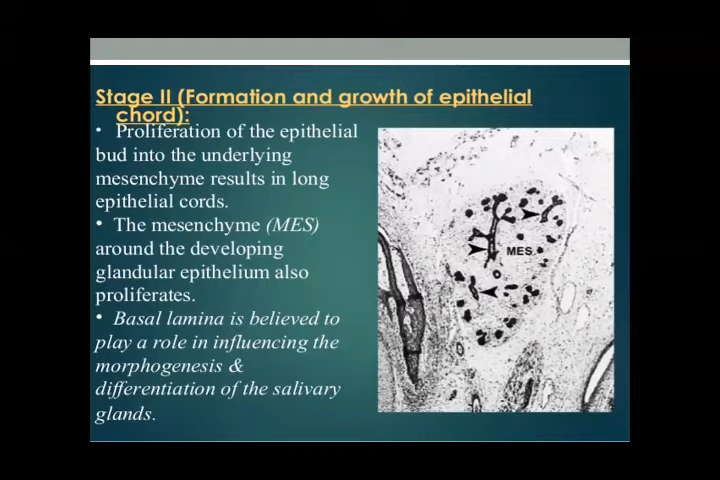 Stage II (Formation and growth of epithelial
chord):
• Proliferation of the epithelial
bud into the underlying
mesenchyme results in long
epithelial cords.
• The mesenchyme (MES)
around the developing
glandular epithelium also
proliferates.
• Basal lamina is believed to
play a role in influencing the
morphogenesis &
differentiation of the salivary
glands.
MES